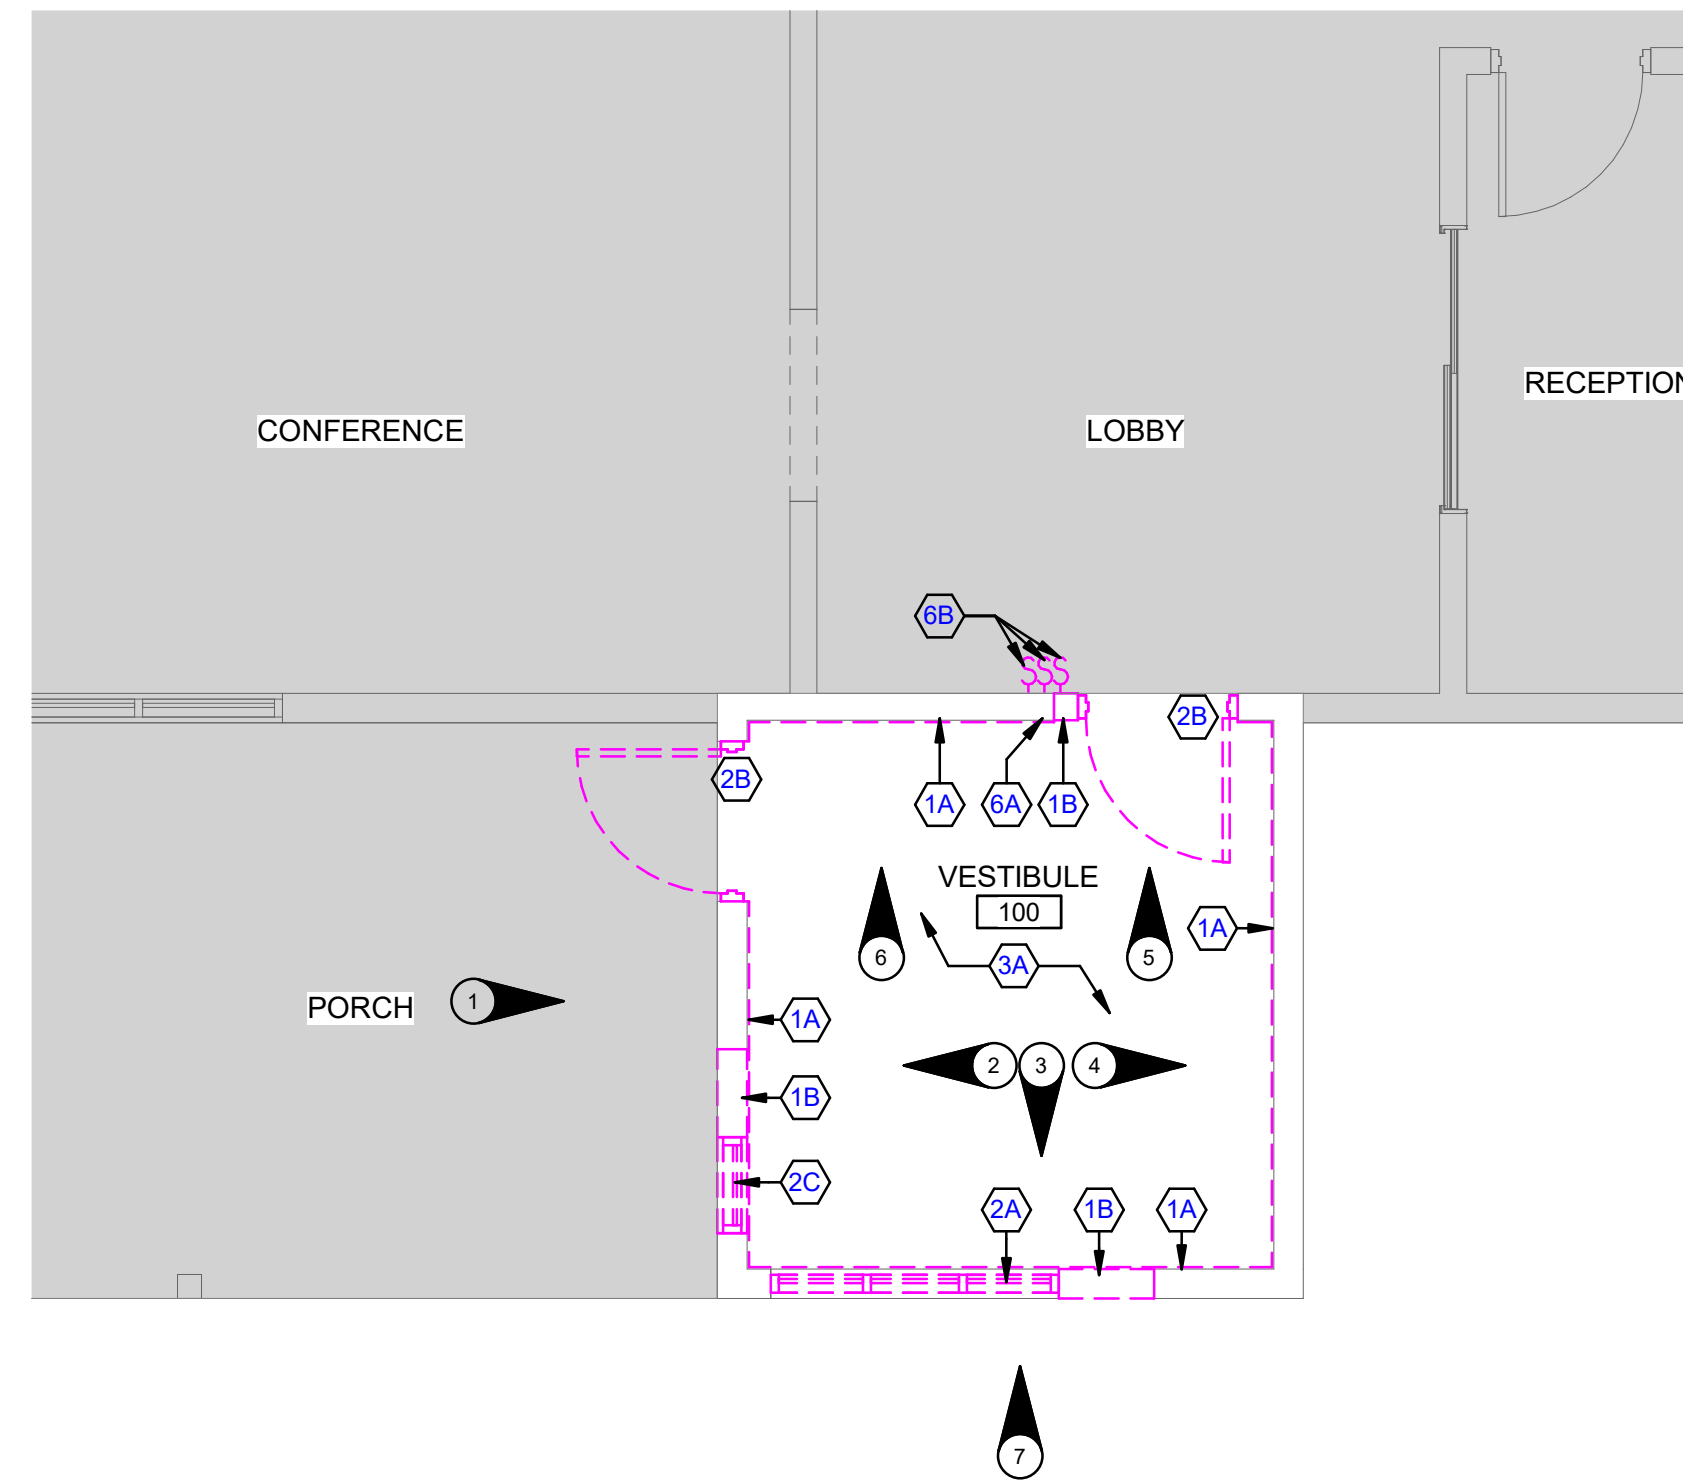 RECEPTION
CONFERENCE
LOBBY
6B
SSS
2B
2B
1A
6A
1B
VESTIBULE
100
1A
6
5
3A
PORCH
1
1A
2
3
4
1B
2C
2A
1B
1A
7